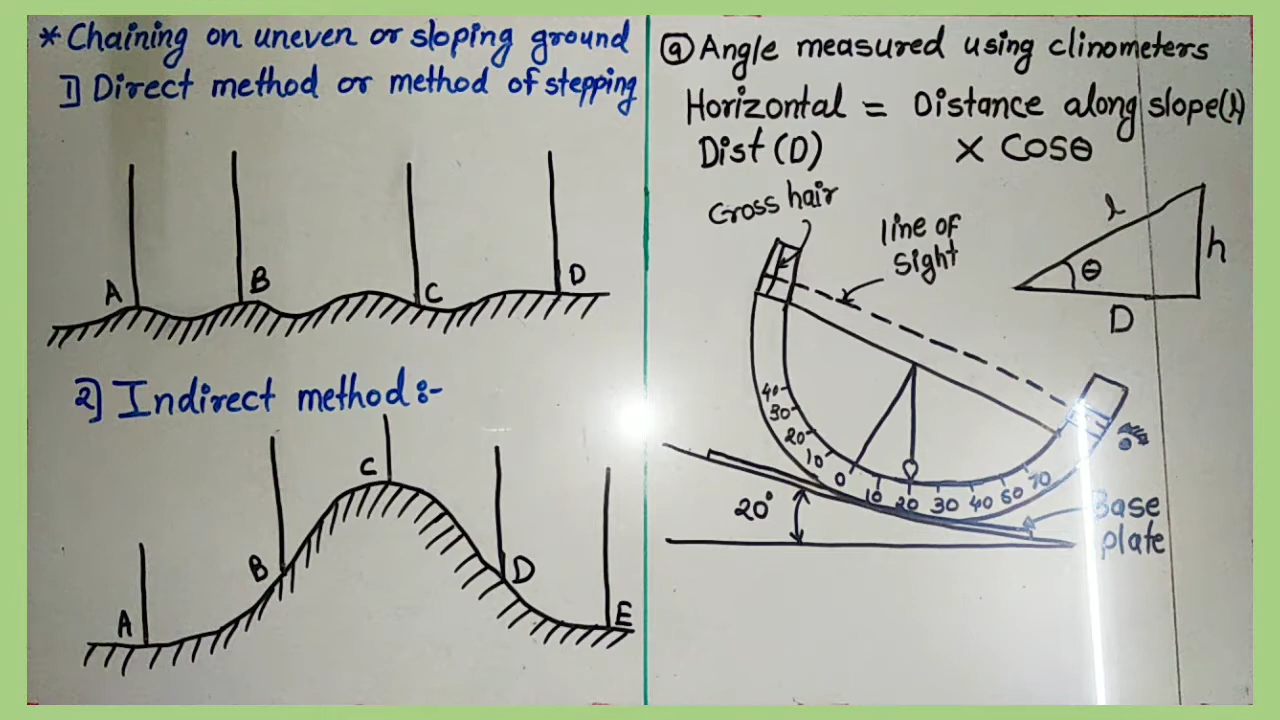 * Chaining on uneven or sloping ground
1) Direct method or method of stepping
A
B
C
D
2) Indirect method:-
A
B
C
D
E
a) Angle measured using clinometers
Horizontal = Distance along slope(l)
Dist (D) × Cosθ
Cross hair
line of
Sight
l
h
θ
D
40
30
20
10
0
10
20
30
40
60
70
20°
Base
plate